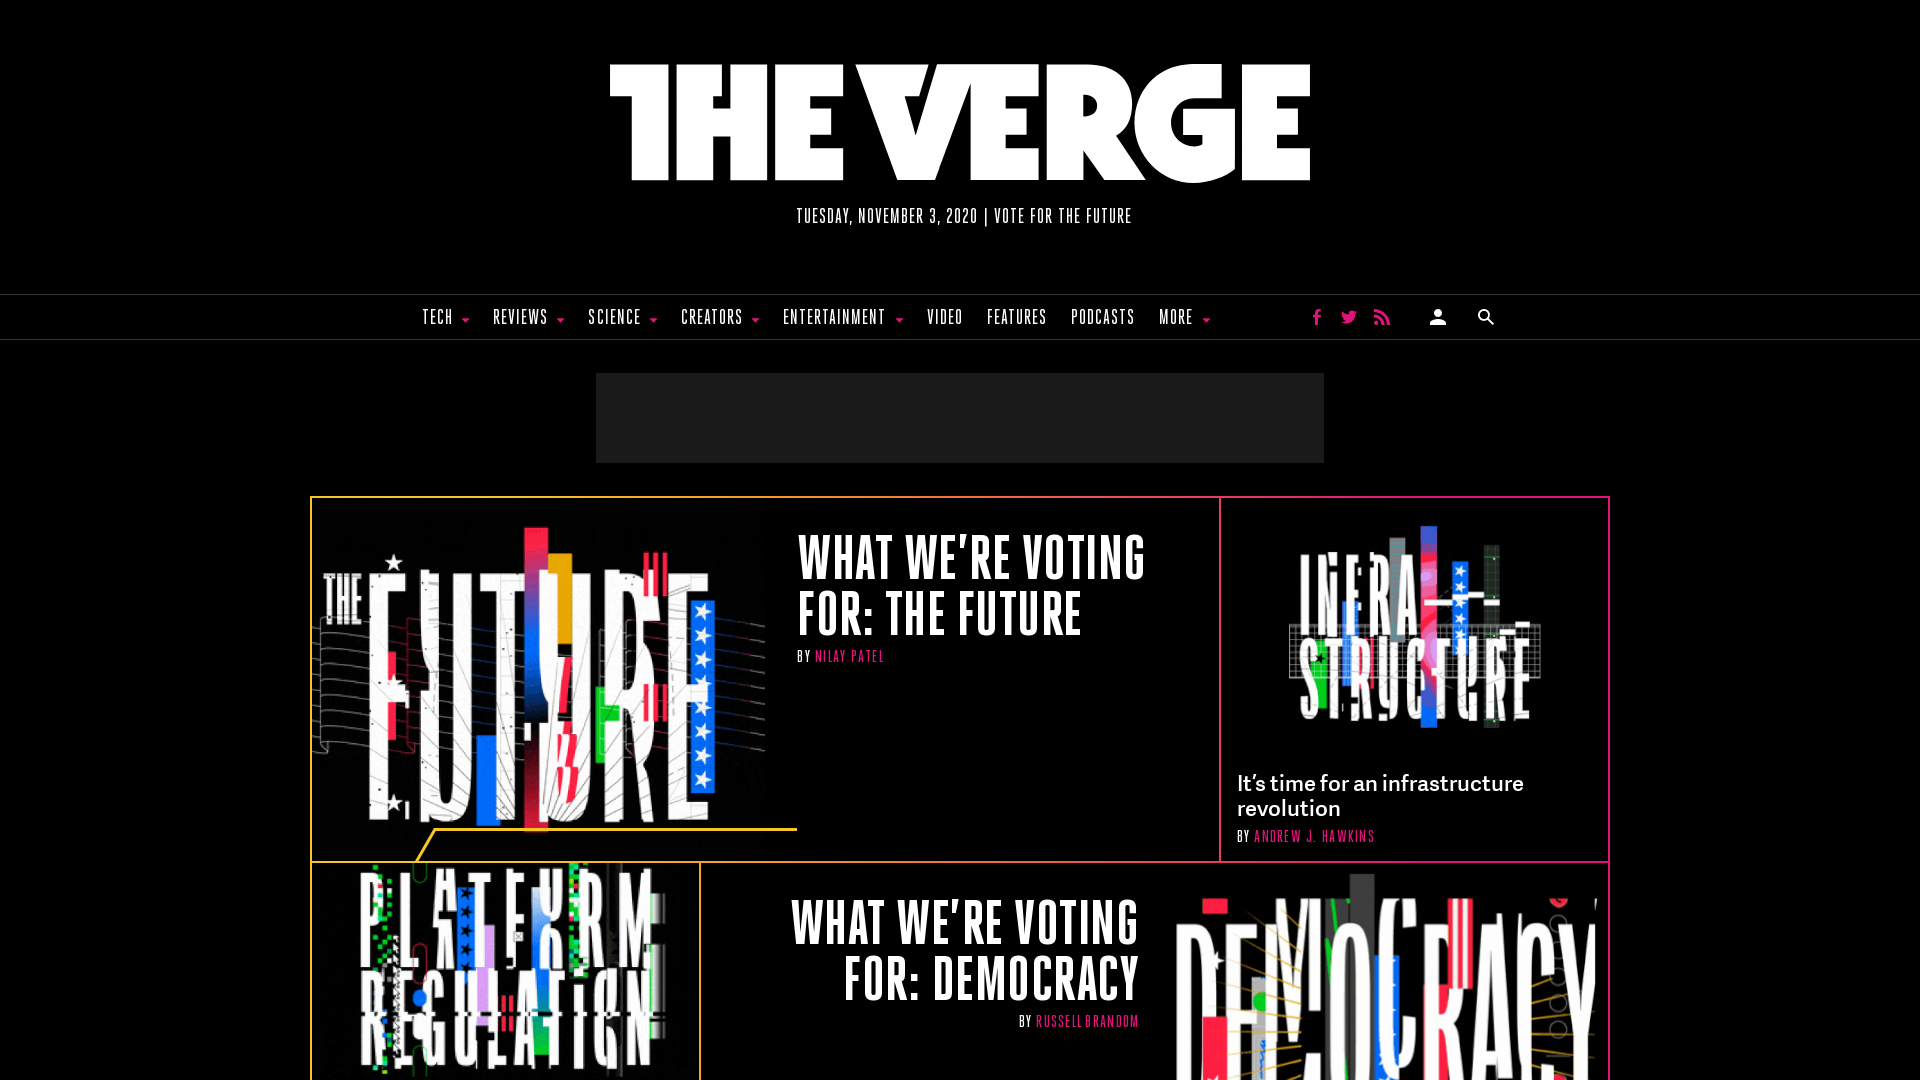 THE VERGE
TUESDAY, NOVEMBER 3, 2020 | VOTE FOR THE FUTURE
TECH REVIEWS SCIENCE CREATORS ENTERTAINMENT VIDEO FEATURES PODCASTS MORE
THE FUTURE
WHAT WE'RE VOTING
FOR: THE FUTURE
BY NILAY PATEL
INFRA
STRUCTURE
It's time for an infrastructure
revolution
BY ANDREW J. HAWKINS
PLATFORM
REGULATION
WHAT WE'RE VOTING
FOR: DEMOCRACY
BY RUSSELL BRANDOM
DEMOCRACY